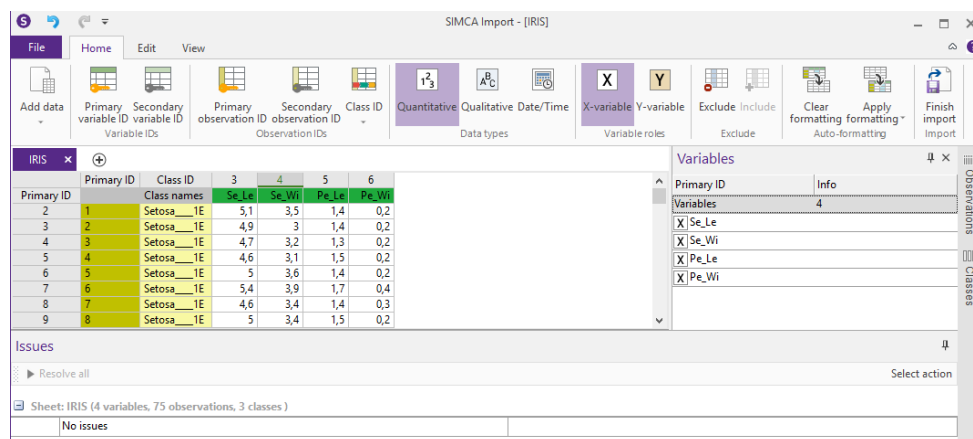 S SIMCA Import - [IRIS]
File Home Edit View
Add data Primary variable ID Secondary variable ID Primary observation ID Secondary observation ID Class ID Quantitative Qualitative Date/Time X-variable Y-variable Exclude Include Clear formatting Apply formatting Finish import
Variable IDs Observation IDs Data types Variable roles Exclude Auto-formatting Import
IRIS
Primary ID Class ID 3 4 5 6
Primary ID Class names Se_Le Se_Wi Pe_Le Pe_Wi
2 1 Setosa___1E 5,1 3,5 1,4 0,2
3 2 Setosa___1E 4,9 3 1,4 0,2
4 3 Setosa___1E 4,7 3,2 1,3 0,2
5 4 Setosa___1E 4,6 3,1 1,5 0,2
6 5 Setosa___1E 5 3,6 1,4 0,2
7 6 Setosa___1E 5,4 3,9 1,7 0,4
8 7 Setosa___1E 4,6 3,4 1,4 0,3
9 8 Setosa___1E 5 3,4 1,5 0,2
Variables
Primary ID Info
Variables 4
X Se_Le
X Se_Wi
X Pe_Le
X Pe_Wi
Observations
Classes
Issues
Resolve all Select action
Sheet: IRIS (4 variables, 75 observations, 3 classes )
No issues